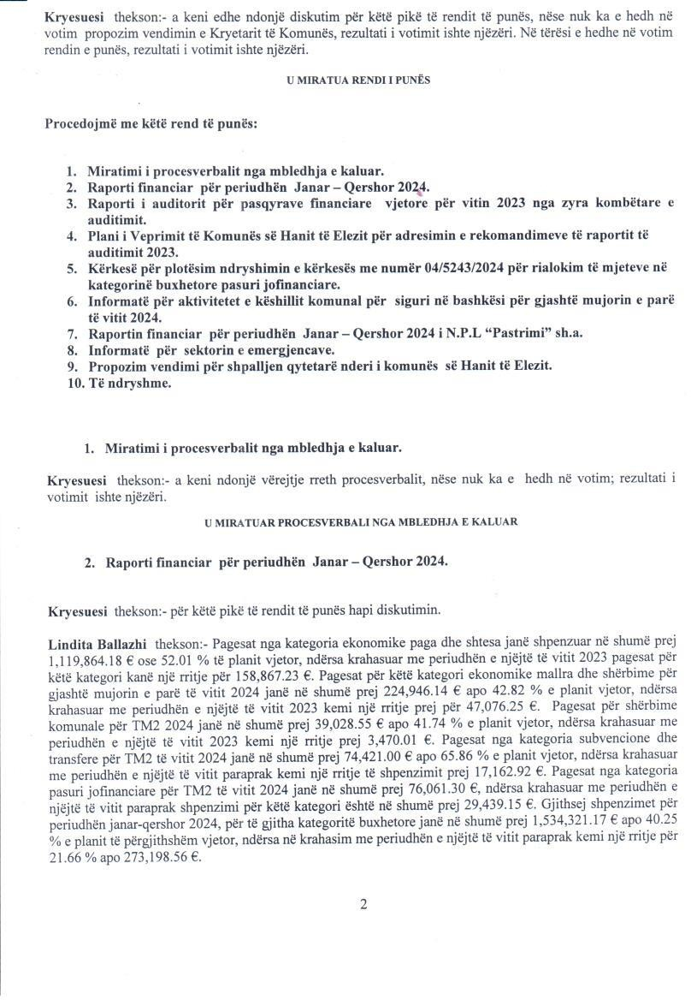 Kryesuesi thekson:- a keni edhe ndonjë diskutim për këtë pikë të rendit të punës, nëse nuk ka e hedh në
votim propozim vendimin e Kryetarit të Komunës, rezultati i votimit ishte njëzëri. Në tërësi e hedhe në votim
rendin e punës, rezultati i votimit ishte njëzëri.
U MIRATUA RENDI I PUNËS
Procedojmë me këtë rend të punës:
1. Miratimi i procesverbalit nga mbledhja e kaluar.
2. Raporti financiar për periudhën Janar – Qershor 2024.
3. Raporti i auditorit për pasqyrave financiare vjetore për vitin 2023 nga zyra kombëtare e
auditimit.
4. Plani i Veprimit të Komunës së Hanit të Elezit për adresimin e rekomandimeve të raportit të
auditimit 2023.
5. Kërkesë për plotësim ndryshimin e kërkesës me numër 04/5243/2024 për rialokim të mjeteve në
kategorinë buxhetore pasuri jofinanciare.
6. Informatë për aktivitetet e këshillit komunal për siguri në bashkësi për gjashtë mujorin e parë
të vitit 2024.
7. Raportin financiar për periudhën Janar – Qershor 2024 i N.P.L “Pastrimi” sh.a.
8. Informatë për sektorin e emergjencave.
9. Propozim vendimi për shpalljen qytetarë nderi i komunës së Hanit të Elezit.
10. Të ndryshme.
1. Miratimi i procesverbalit nga mbledhja e kaluar.
Kryesuesi thekson:- a keni ndonjë vërejtje rreth procesverbalit, nëse nuk ka e hedh në votim; rezultati i
votimit ishte njëzëri.
U MIRATUAR PROCESVERBALI NGA MBLEDHJA E KALUAR
2. Raporti financiar për periudhën Janar – Qershor 2024.
Kryesuesi thekson:- për këtë pikë të rendit të punës hapi diskutimin.
Lindita Ballazhi thekson:- Pagesat nga kategoria ekonomike paga dhe shtesa janë shpenzuar në shumë prej
1,119,864.18 € ose 52.01 % të planit vjetor, ndërsa krahasuar me periudhën e njëjtë të vitit 2023 pagesat për
këtë kategori kanë një rritje për 158,867.23 €. Pagesat për këtë kategori ekonomike mallra dhe shërbime për
gjashtë mujorin e parë të vitit 2024 janë në shumë prej 224,946.14 € apo 42.82 % e planit vjetor, ndërsa
krahasuar me periudhën e njëjtë të vitit 2023 kemi një rritje prej për 47,076.25 €. Pagesat për shërbime
komunale për TM2 2024 janë në shumë prej 39,028.55 € apo 41.74 % e planit vjetor, ndërsa krahasuar me
periudhën e njëjtë të vitit 2023 kemi një rritje prej 3,470.01 €. Pagesat nga kategoria subvencione dhe
transfere për TM2 të vitit 2024 janë në shumë prej 74,421.00 € apo 65.86 % e planit vjetor, ndërsa krahasuar
me periudhën e njëjtë të vitit paraprak kemi një rritje të shpenzimit prej 17,162.92 €. Pagesat nga kategoria
pasuri jofinanciare për TM2 të vitit 2024 janë në shumë prej 76,061.30 €, ndërsa krahasuar me periudhën e
njëjtë të vitit paraprak shpenzimi për këtë kategori është në shumë prej 29,439.15 €. Gjithsej shpenzimet për
periudhën janar-qershor 2024, për të gjitha kategoritë buxhetore janë në shumë prej 1,534,321.17 € apo 40.25
% e planit të përgjithshëm vjetor, ndërsa në krahasim me periudhën e njëjtë të vitit paraprak kemi një rritje për
21.66 % apo 273,198.56 €.
2